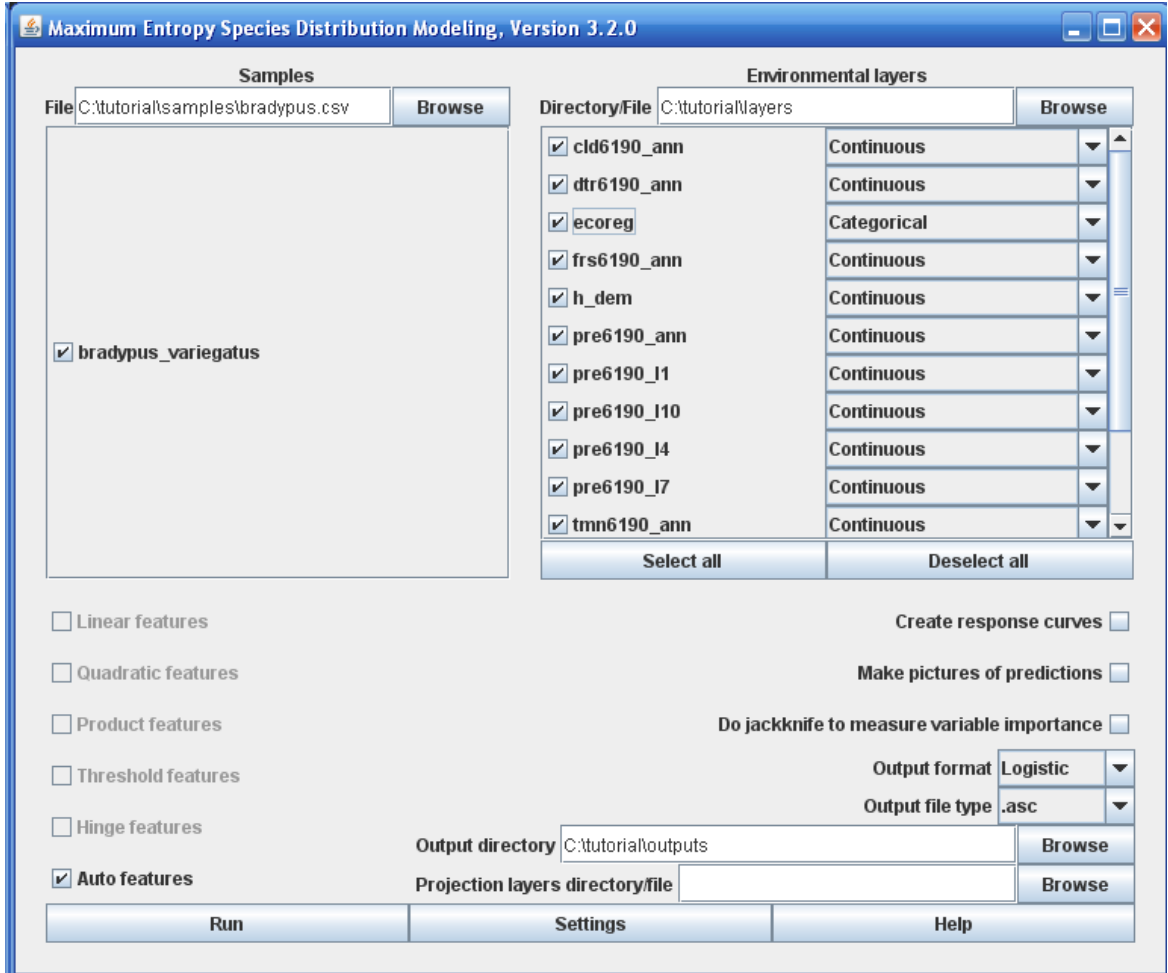 Maximum Entropy Species Distribution Modeling, Version 3.2.0
Samples
File C:\tutorial\samples\bradypus.csv Browse
bradypus_variegatus
Environmental layers
Directory/File C:\tutorial\layers Browse
cld6190_ann Continuous
dtr6190_ann Continuous
ecoreg Categorical
frs6190_ann Continuous
h_dem Continuous
pre6190_ann Continuous
pre6190_l1 Continuous
pre6190_l10 Continuous
pre6190_l4 Continuous
pre6190_l7 Continuous
tmn6190_ann Continuous
Select all Deselect all
Linear features
Quadratic features
Product features
Threshold features
Hinge features
Auto features
Create response curves
Make pictures of predictions
Do jackknife to measure variable importance
Output format Logistic
Output file type .asc
Output directory C:\tutorial\outputs Browse
Projection layers directory/file Browse
Run Settings Help